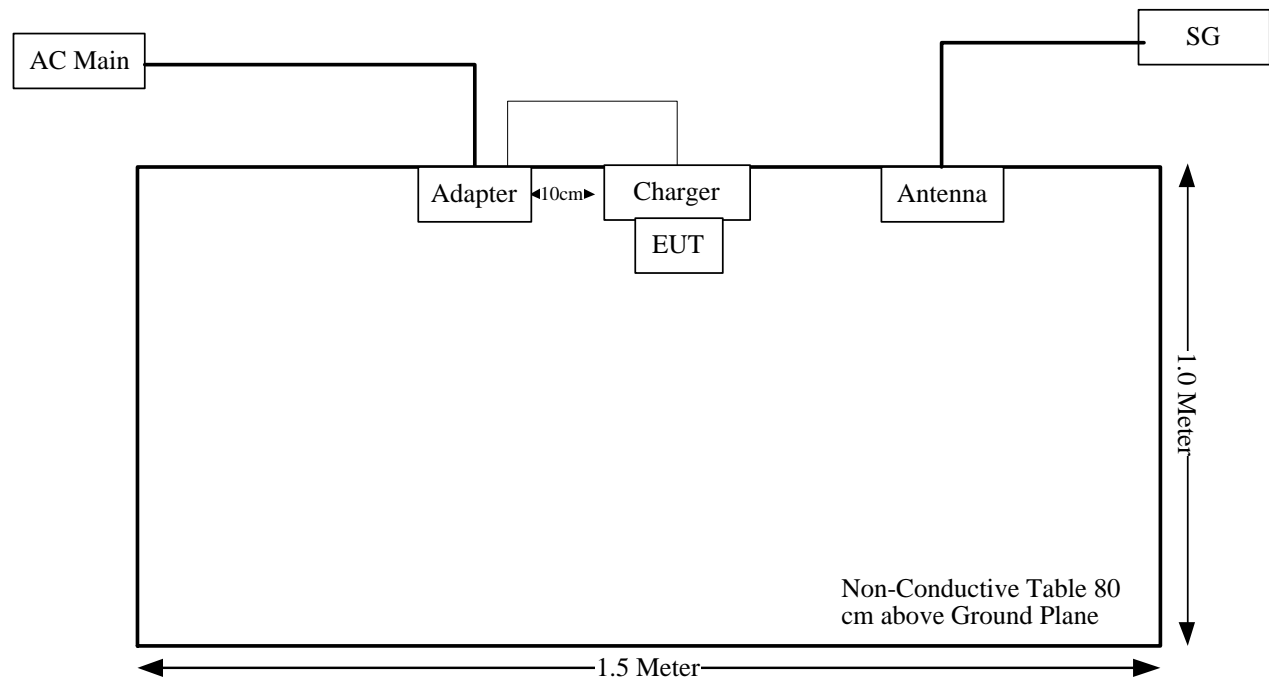 SG
AC Main
Adapter
10cm
Charger
Antenna
EUT
1.0 Meter
Non-Conductive Table 80
cm above Ground Plane
1.5 Meter